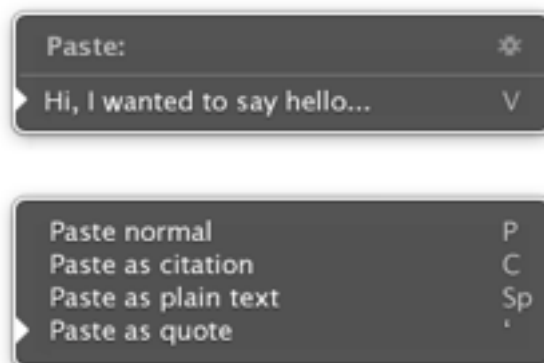 Paste:
Hi, I wanted to say hello... V
Paste normal P
Paste as citation C
Paste as plain text Sp
Paste as quote '